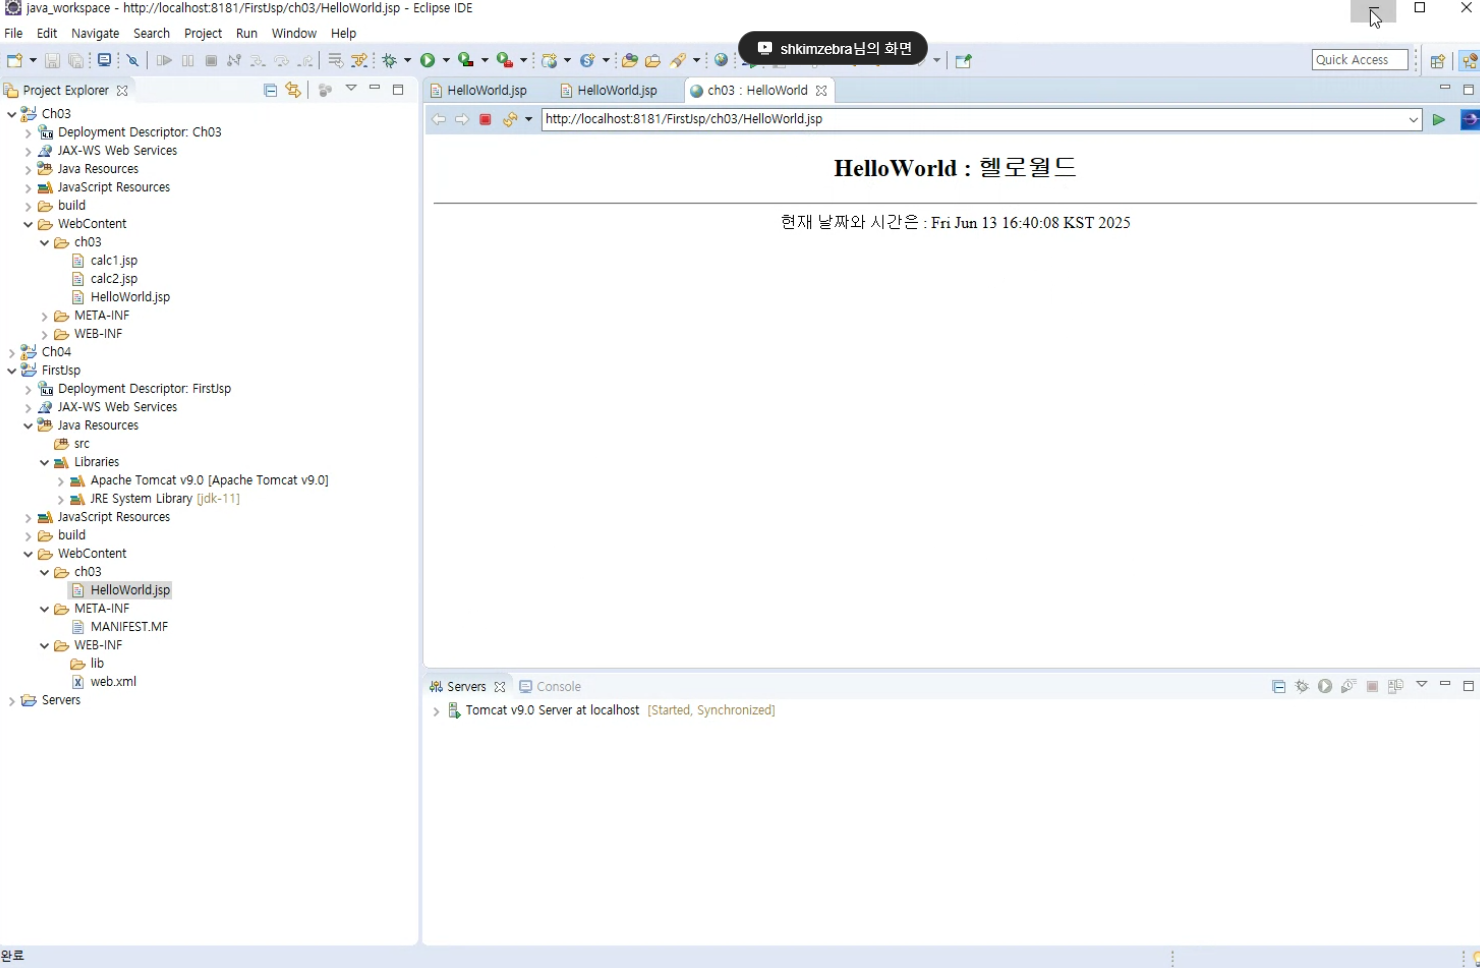 java_workspace - http://localhost:8181/FirstJsp/ch03/HelloWorld.jsp - Eclipse IDE
File Edit Navigate Search Project Run Window Help
shkimzebra님의 화면
Quick Access
Project Explorer
HelloWorld.jsp
HelloWorld.jsp
ch03 : HelloWorld
http://localhost:8181/FirstJsp/ch03/HelloWorld.jsp
Ch03
Deployment Descriptor: Ch03
JAX-WS Web Services
Java Resources
JavaScript Resources
build
WebContent
ch03
calc1.jsp
calc2.jsp
HelloWorld.jsp
META-INF
WEB-INF
Ch04
FirstJsp
Deployment Descriptor: FirstJsp
JAX-WS Web Services
Java Resources
src
Libraries
Apache Tomcat v9.0 [Apache Tomcat v9.0]
JRE System Library [jdk-11]
JavaScript Resources
build
WebContent
ch03
HelloWorld.jsp
META-INF
MANIFEST.MF
WEB-INF
lib
web.xml
Servers
HelloWorld : 헬로월드
현재 날짜와 시간은 : Fri Jun 13 16:40:08 KST 2025
Servers
Console
Tomcat v9.0 Server at localhost [Started, Synchronized]
완료